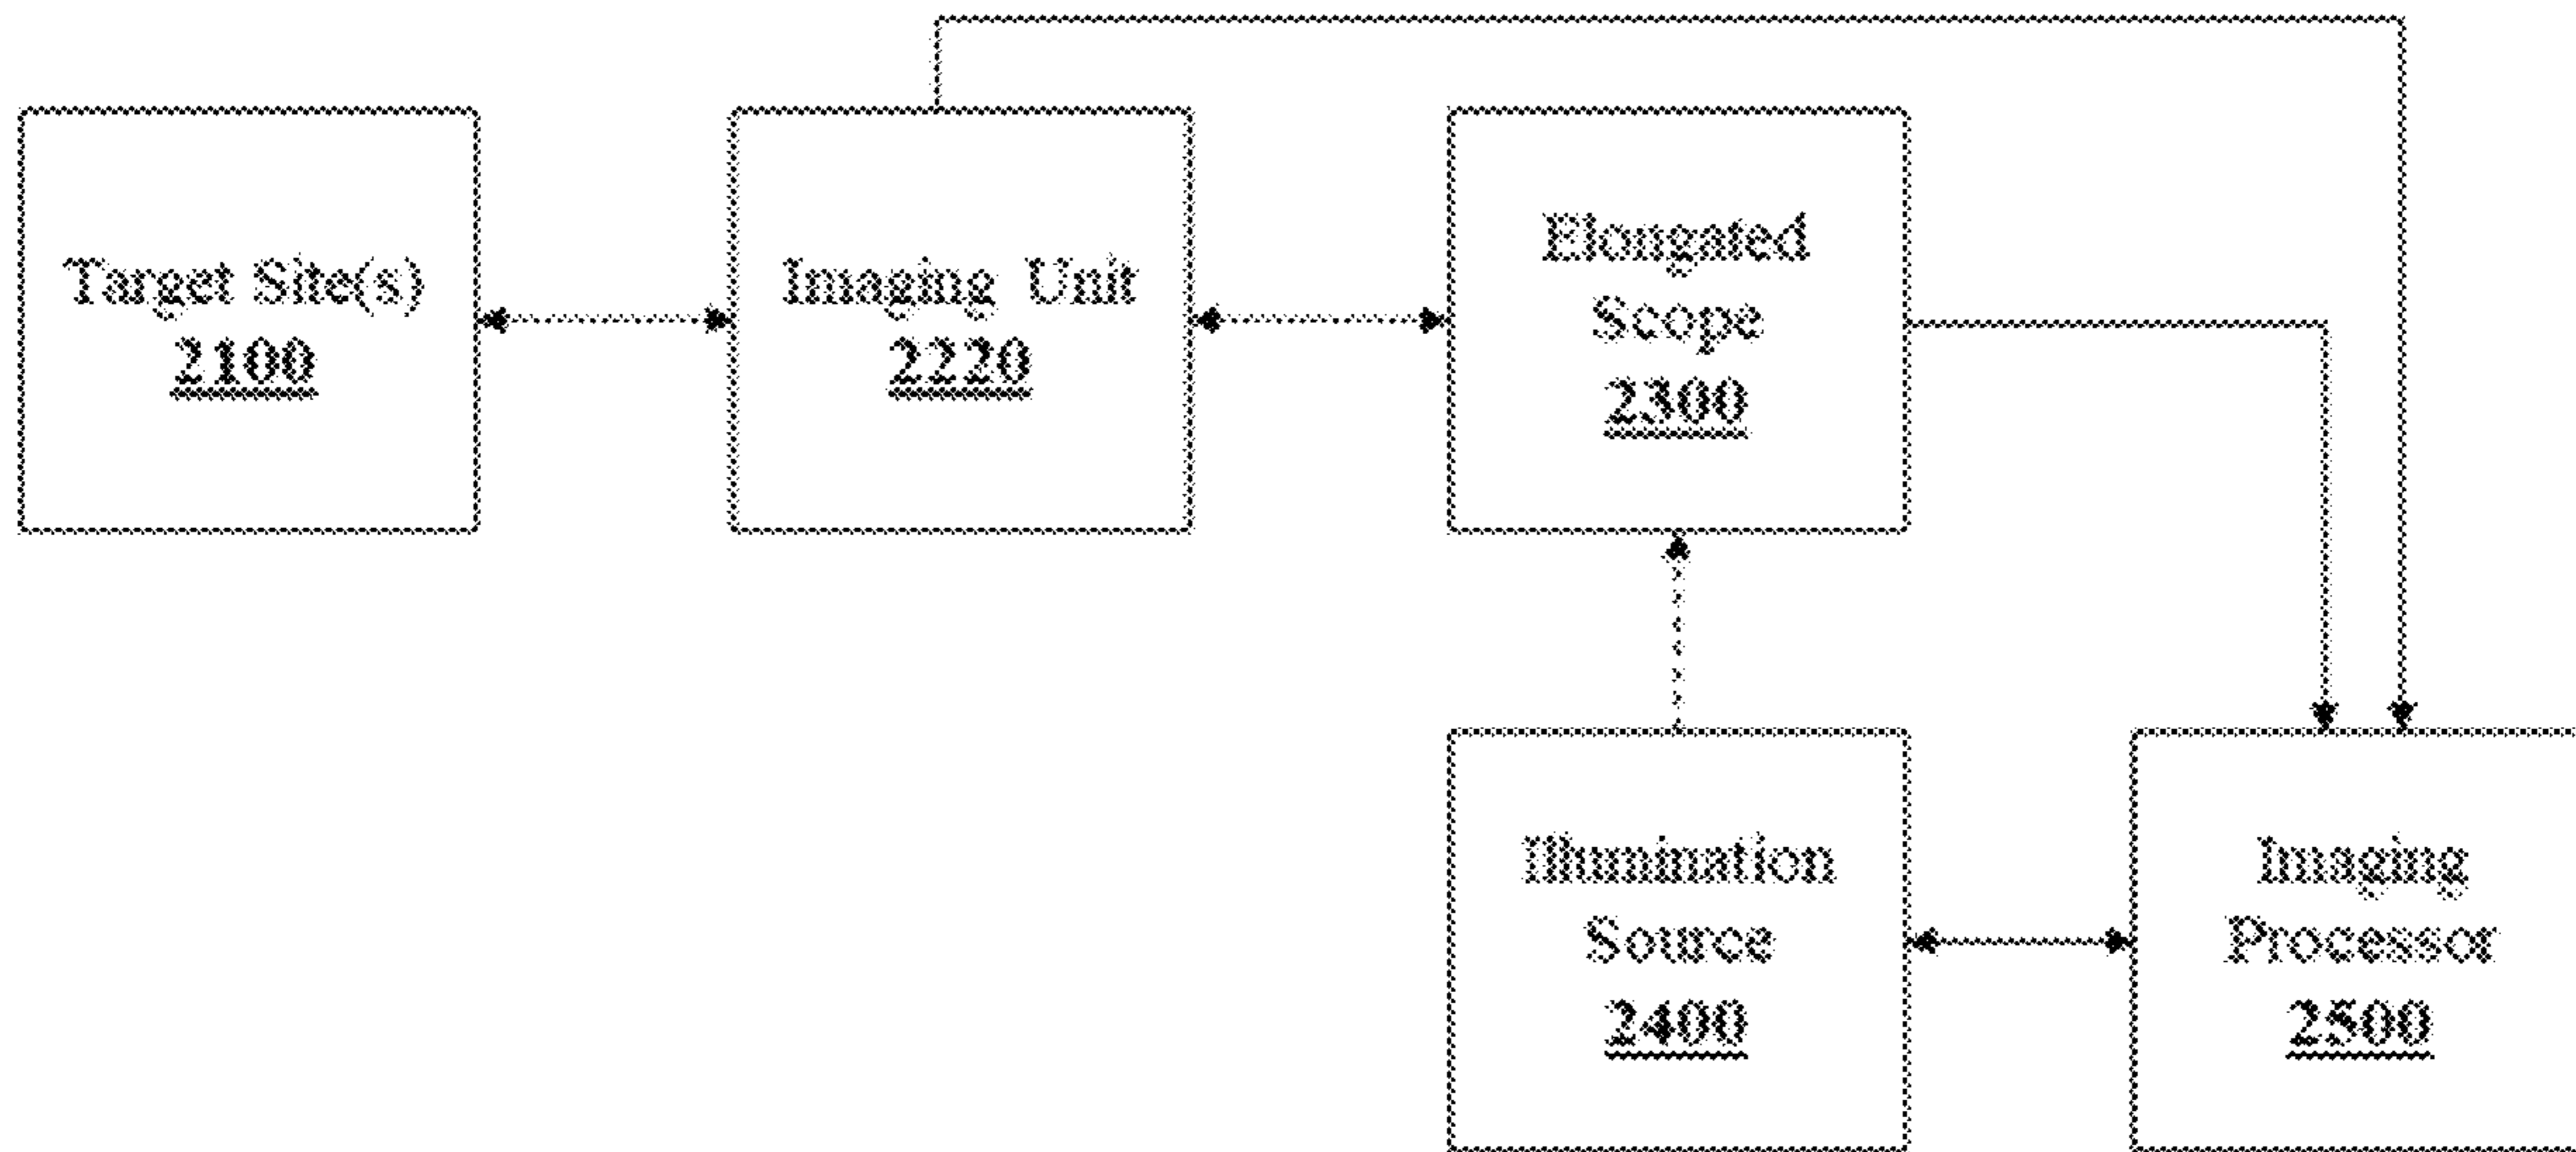 Target Site(s)
2100
Imaging Unit
2220
Elongated
Scope
2300
Illumination
Source
2400
Imaging
Processor
2500